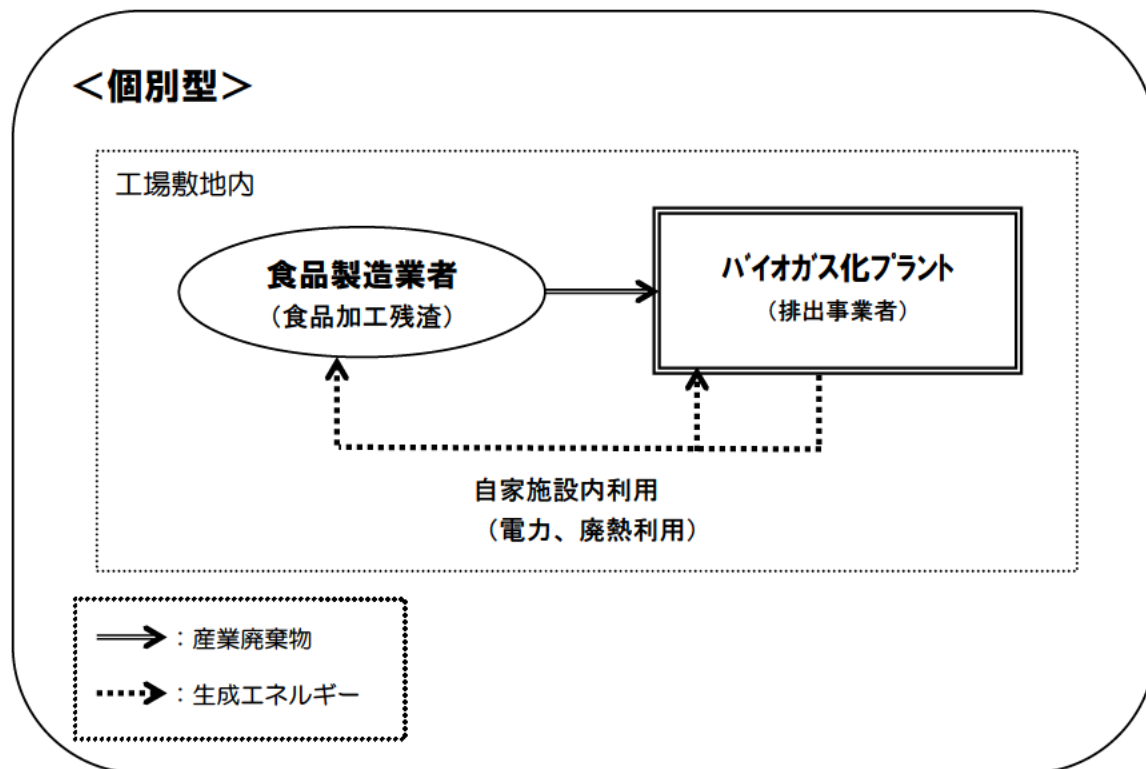 ＜個別型＞
工場敷地内
食品製造業者
（食品加工残渣）
ﾊﾞｲｵｶﾞｽ化ﾌﾟﾗﾝﾄ
（排出事業者）
自家施設内利用
（電力、廃熱利用）
：産業廃棄物
：生成エネルギー